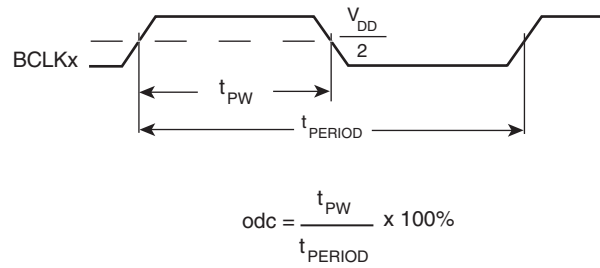 V_DD
2
BCLKx
t_PW
t_PERIOD
odc = t_PW / t_PERIOD x 100%